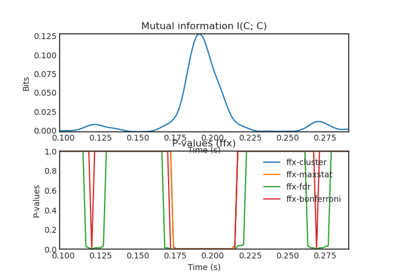 Mutual information I(C; C)
0.125
0.100
0.075
0.050
0.025
0.000
Bits
0.100 0.125 0.150 0.175 0.200 0.225 0.250 0.275
Time (s)
P-values (ffx)
1.0
0.8
0.6
0.4
0.2
0.0
P-values
ffx-cluster
ffx-maxstat
ffx-fdr
ffx-bonferroni
0.100 0.125 0.150 0.175 0.200 0.225 0.250 0.275
Time (s)